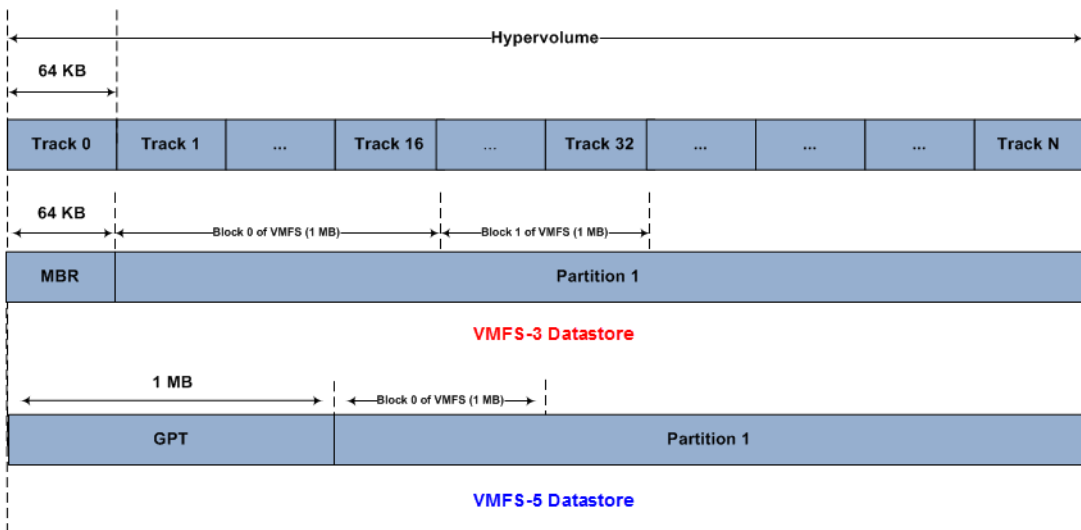 Hypervolume
64 KB
Track 0 Track 1 ... Track 16 ... Track 32 ... ... ... Track N
64 KB
Block 0 of VMFS (1 MB) Block 1 of VMFS (1 MB)
MBR Partition 1
VMFS-3 Datastore
1 MB
Block 0 of VMFS (1 MB)
GPT Partition 1
VMFS-5 Datastore